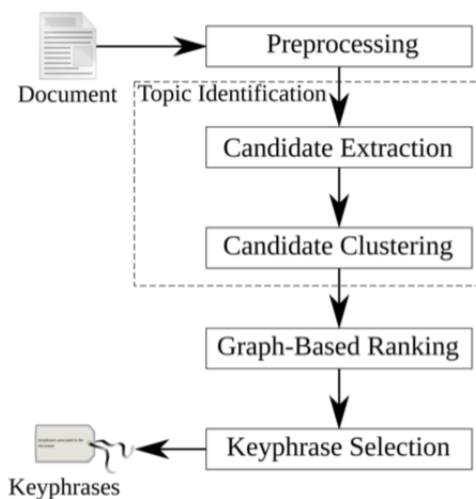 Preprocessing
Document
Topic Identification
Candidate Extraction
Candidate Clustering
Graph-Based Ranking
Keyphrase Selection
Keyphrases